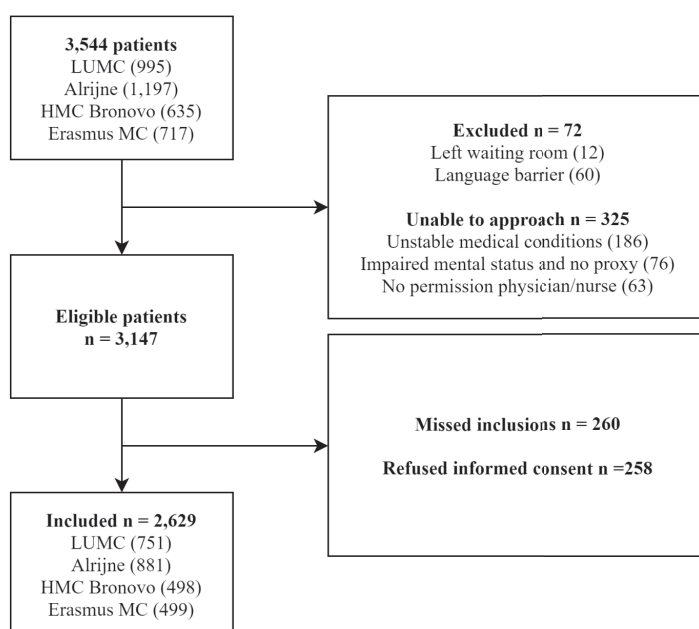 3,544 patients
LUMC (995)
Alrijne (1,197)
HMC Bronovo (635)
Erasmus MC (717)
Excluded n = 72
Left waiting room (12)
Language barrier (60)
Unable to approach n = 325
Unstable medical conditions (186)
Impaired mental status and no proxy (76)
No permission physician/nurse (63)
Eligible patients
n = 3,147
Missed inclusions n = 260
Refused informed consent n =258
Included n = 2,629
LUMC (751)
Alrijne (881)
HMC Bronovo (498)
Erasmus MC (499)